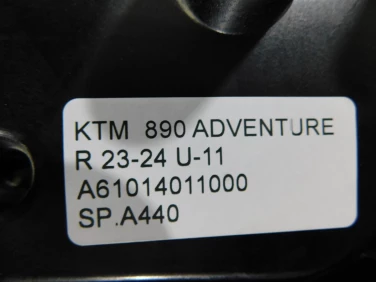 KTM 890 ADVENTURE
R 23-24 U-11
A61014011000
SP.A440